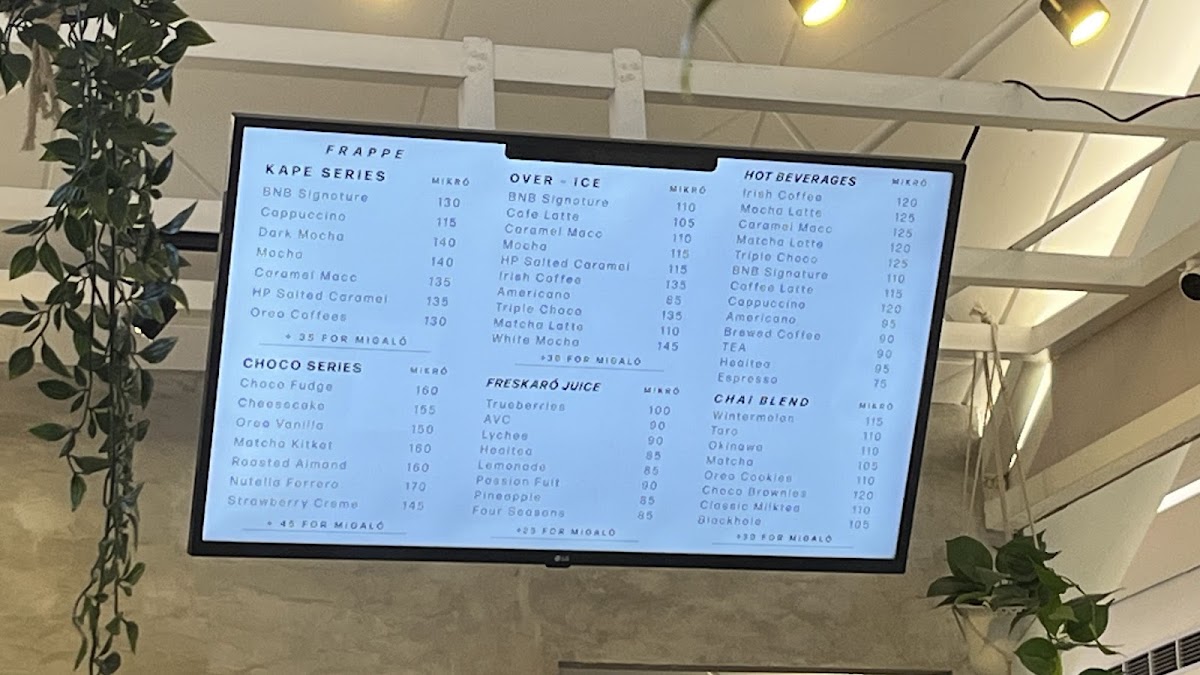 FRAPPE
KAPE SERIES MIKRÓ
BNB Signature 130
Cappuccino 115
Dark Mocha 140
Mocha 140
Caramel Macc 135
HP Salted Caramel 135
Oreo Coffees 130
+ 35 FOR MIGALÓ
CHOCO SERIES MIKRÓ
Choco Fudge 160
Cheesecake 155
Oreo Vanilla 150
Matcha Kitkat 160
Roasted Almond 160
Nutella Ferrero 170
Strawberry Creme 145
+ 45 FOR MIGALÓ
OVER - ICE MIKRÓ
BNB Signature 110
Cafe Latte 105
Caramel Macc 110
Mocha 115
HP Salted Caramel 115
Irish Coffee 135
Americano 85
Triple Choco 135
Matcha Latte 110
White Mocha 145
+30 FOR MIGALÓ
FRESKARÓ JUICE MIKRÓ
Trueberries 100
AVC 90
Lychee 90
Healtea 85
Lemonade 85
Passion Fuit 90
Pineapple 85
Four Seasons 85
+25 FOR MIGALÓ
HOT BEVERAGES MIKRÓ
Irish Coffee 120
Mocha Latte 125
Caramel Macc 125
Matcha Latte 120
Triple Choco 125
BNB Signature 110
Coffee Latte 115
Cappuccino 120
Americano 95
Brewed Coffee 90
TEA 90
Healtea 95
Espresso 75
CHAI BLEND MIKRÓ
Wintermelon 115
Taro 110
Okinawa 110
Matcha 105
Oreo Cookies 110
Choco Brownies 120
Classic Milktea 110
Blackhole 105
+30 FOR MIGALÓ
LG